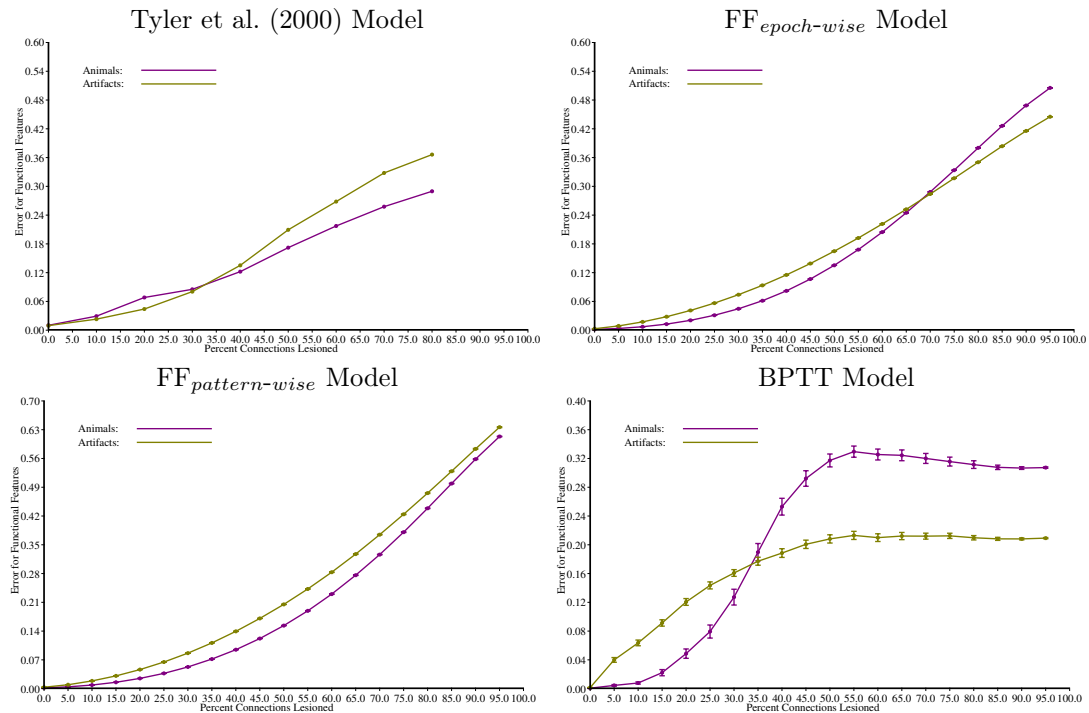 Tyler et al. (2000) Model
0.60
0.54
0.48
0.42
0.36
0.30
0.24
0.18
0.12
0.06
0.00
Error for Functional Features
Animals:
Artifacts:
0.0 5.0 10.0 15.0 20.0 25.0 30.0 35.0 40.0 45.0 50.0 55.0 60.0 65.0 70.0 75.0 80.0 85.0 90.0 95.0 100.0
Percent Connections Lesioned
FFepoch-wise Model
0.60
0.54
0.48
0.42
0.36
0.30
0.24
0.18
0.12
0.06
0.00
Error for Functional Features
Animals:
Artifacts:
0.0 5.0 10.0 15.0 20.0 25.0 30.0 35.0 40.0 45.0 50.0 55.0 60.0 65.0 70.0 75.0 80.0 85.0 90.0 95.0 100.0
Percent Connections Lesioned
FFpattern-wise Model
0.70
0.63
0.56
0.49
0.42
0.35
0.28
0.21
0.14
0.07
0.00
Error for Functional Features
Animals:
Artifacts:
0.0 5.0 10.0 15.0 20.0 25.0 30.0 35.0 40.0 45.0 50.0 55.0 60.0 65.0 70.0 75.0 80.0 85.0 90.0 95.0 100.0
Percent Connections Lesioned
BPTT Model
0.40
0.36
0.32
0.28
0.24
0.20
0.16
0.12
0.08
0.04
0.00
Error for Functional Features
Animals:
Artifacts:
0.0 5.0 10.0 15.0 20.0 25.0 30.0 35.0 40.0 45.0 50.0 55.0 60.0 65.0 70.0 75.0 80.0 85.0 90.0 95.0 100.0
Percent Connections Lesioned